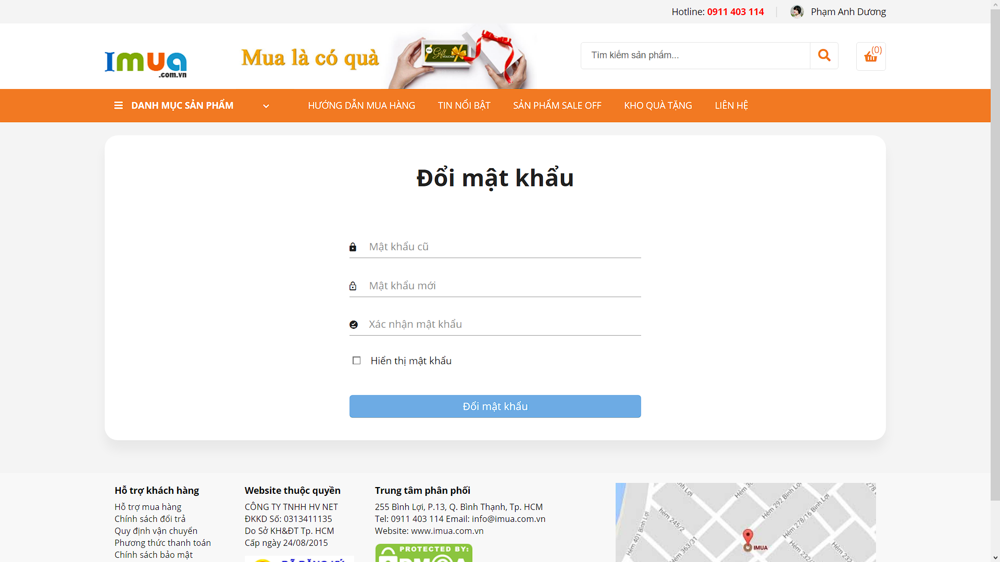 Hotline: 0911 403 114
Phạm Anh Dương
Imua
.com.vn
Mua là có quà
Gift
VOUCHER
Tìm kiếm sản phẩm...
(0)
DANH MỤC SẢN PHẨM
HƯỚNG DẪN MUA HÀNG
TIN NỔI BẬT
SẢN PHẨM SALE OFF
KHO QUÀ TẶNG
LIÊN HỆ
Đổi mật khẩu
Mật khẩu cũ
Mật khẩu mới
Xác nhận mật khẩu
Hiển thị mật khẩu
Đổi mật khẩu
Hỗ trợ khách hàng
Hỗ trợ mua hàng
Chính sách đổi trả
Quy định vận chuyển
Phương thức thanh toán
Chính sách bảo mật
Website thuộc quyền
CÔNG TY TNHH HV NET
ĐKKD Số: 0313411135
Do Sở KH&ĐT Tp. HCM
Cấp ngày 24/08/2015
ĐÃ ĐĂNG KÝ
Trung tâm phân phối
255 Bình Lợi, P.13, Q. Bình Thạnh, Tp. HCM
Tel: 0911 403 114 Email: info@imua.com.vn
Website: www.imua.com.vn
PROTECTED BY:
DMCA
Hẻm 292 Bình Lợi
hẻm 245/2
Hẻm 278/16 Bình Lợi
Hẻm 401 Bình Lợi
Hẻm 363/31
IMUA
Hẻm 232/
Hẻm 232